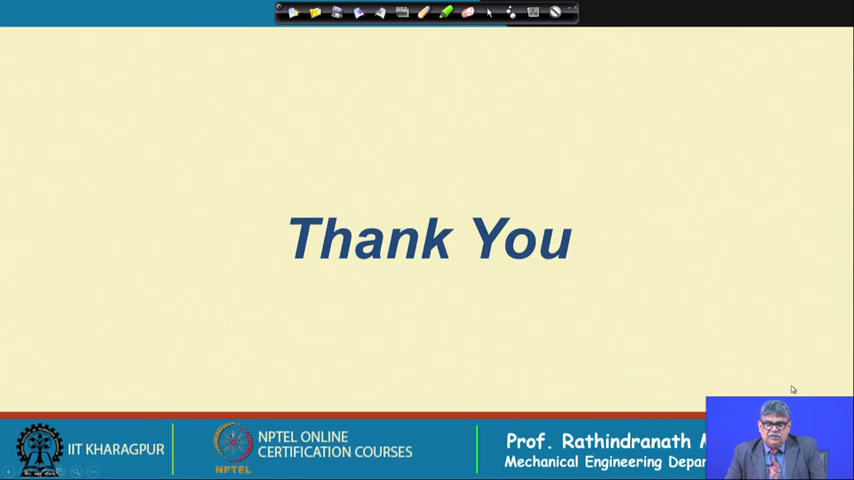 Thank You
IIT KHARAGPUR
NPTEL
NPTEL ONLINE
CERTIFICATION COURSES
Prof. Rathindranath
Mechanical Engineering